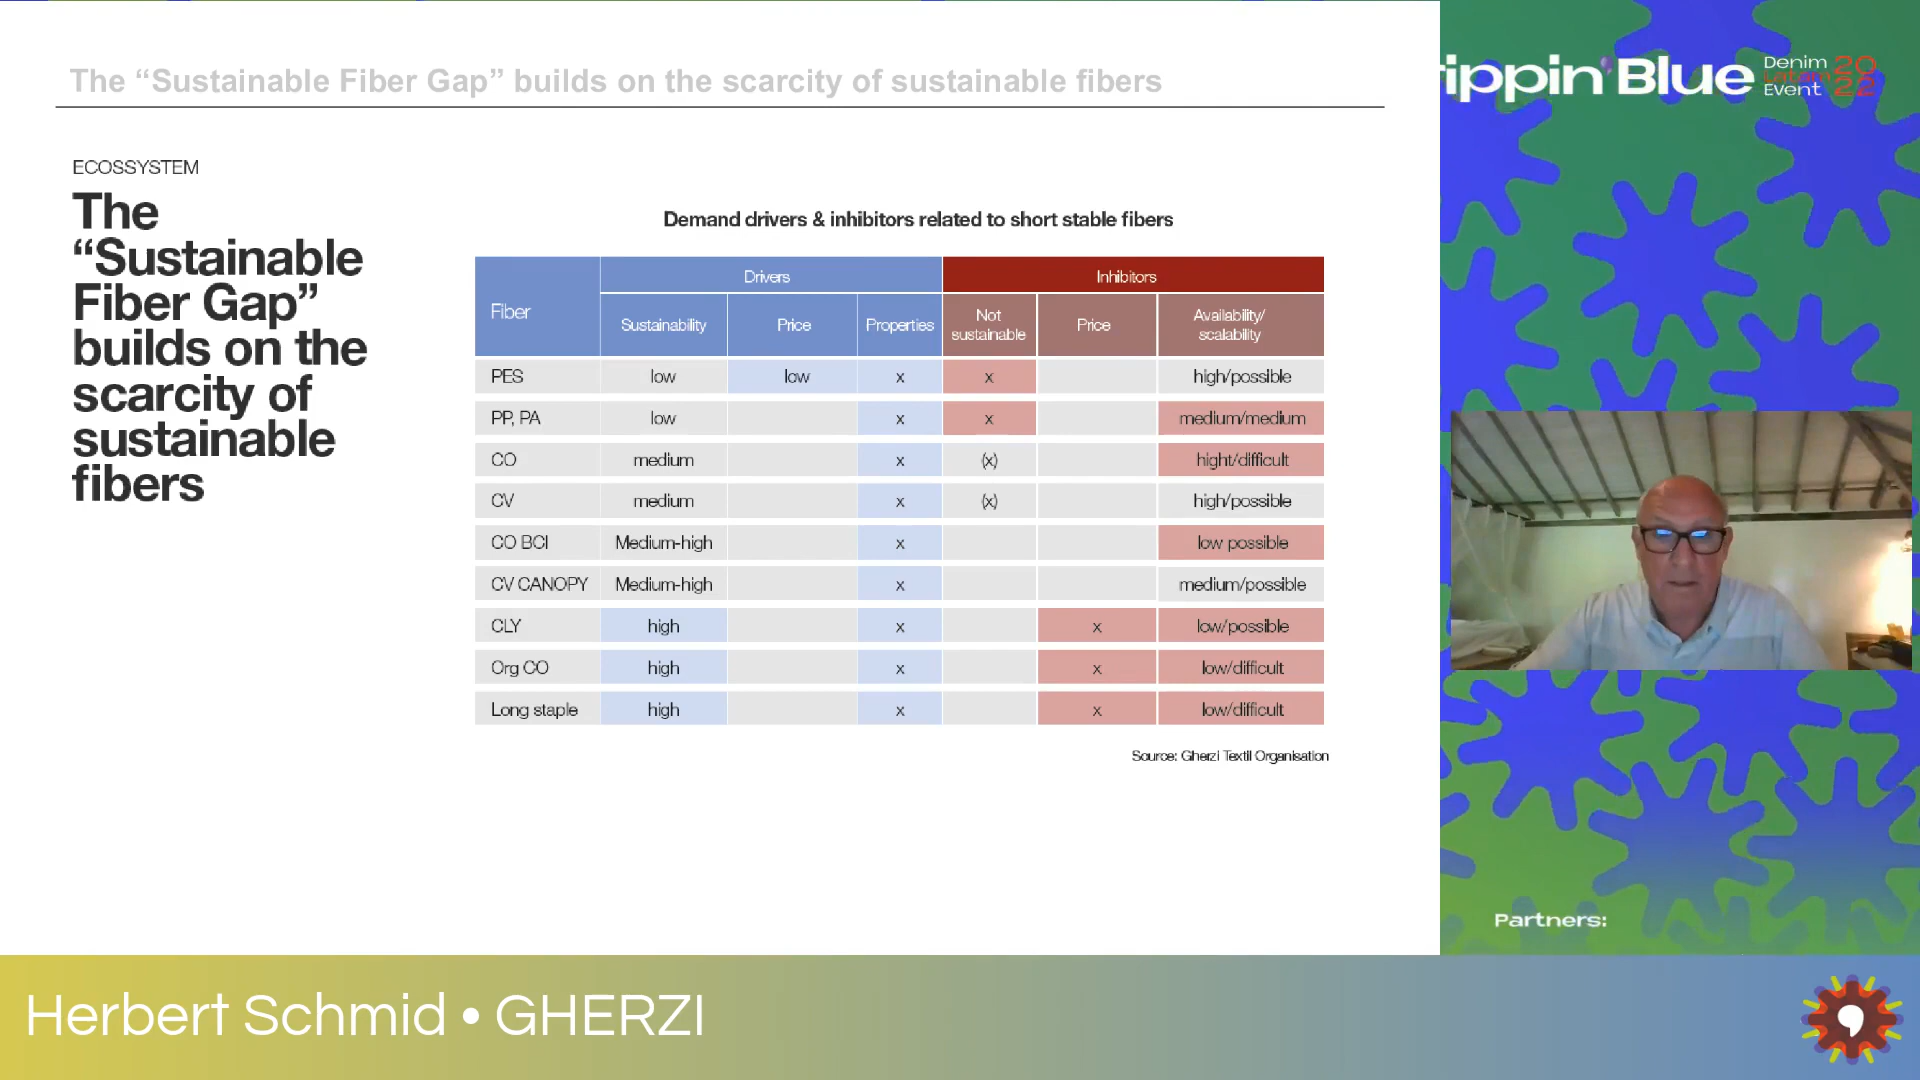 The “Sustainable Fiber Gap” builds on the scarcity of sustainable fibers
ECOSSYSTEM
The
“Sustainable
Fiber Gap”
builds on the
scarcity of
sustainable
fibers
Demand drivers & inhibitors related to short stable fibers
Fiber Drivers Inhibitors
Sustainability Price Properties Not sustainable Price Availability/ scalability
PES low low x x high/possible
PP, PA low x x medium/medium
CO medium x (x) hight/difficult
CV medium x (x) high/possible
CO BCI Medium-high x low possible
CV CANOPY Medium-high x medium/possible
CLY high x x low/possible
Org CO high x x low/difficult
Long staple high x x low/difficult
Source: Gherzi Textil Organisation
rippin'Blue
Denim
Latam
Event
20
22
Partners:
Herbert Schmid • GHERZI